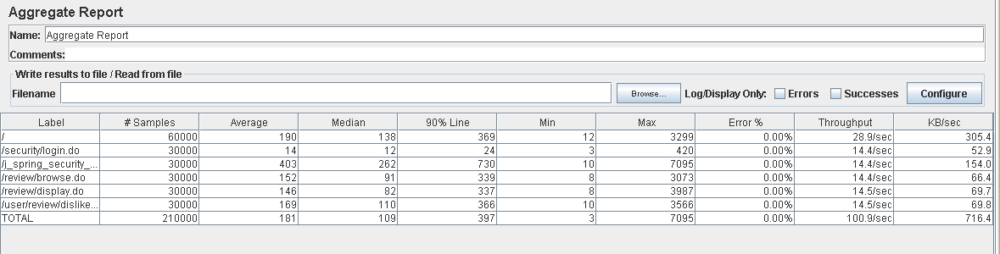 Aggregate Report
Name: Aggregate Report
Comments:
Write results to file / Read from file
Filename Browse... Log/Display Only: Errors Successes Configure
Label # Samples Average Median 90% Line Min Max Error % Throughput KB/sec
/ 60000 190 138 369 12 3299 0.00% 28.9/sec 305.4
/security/login.do 30000 14 12 24 3 420 0.00% 14.4/sec 52.9
/j_spring_security_... 30000 403 262 730 10 7095 0.00% 14.4/sec 154.0
/review/browse.do 30000 152 91 339 8 3073 0.00% 14.4/sec 66.4
/review/display.do 30000 146 82 337 8 3987 0.00% 14.5/sec 69.7
/user/review/dislike... 30000 169 110 366 10 3566 0.00% 14.5/sec 69.8
TOTAL 210000 181 109 397 3 7095 0.00% 100.9/sec 716.4